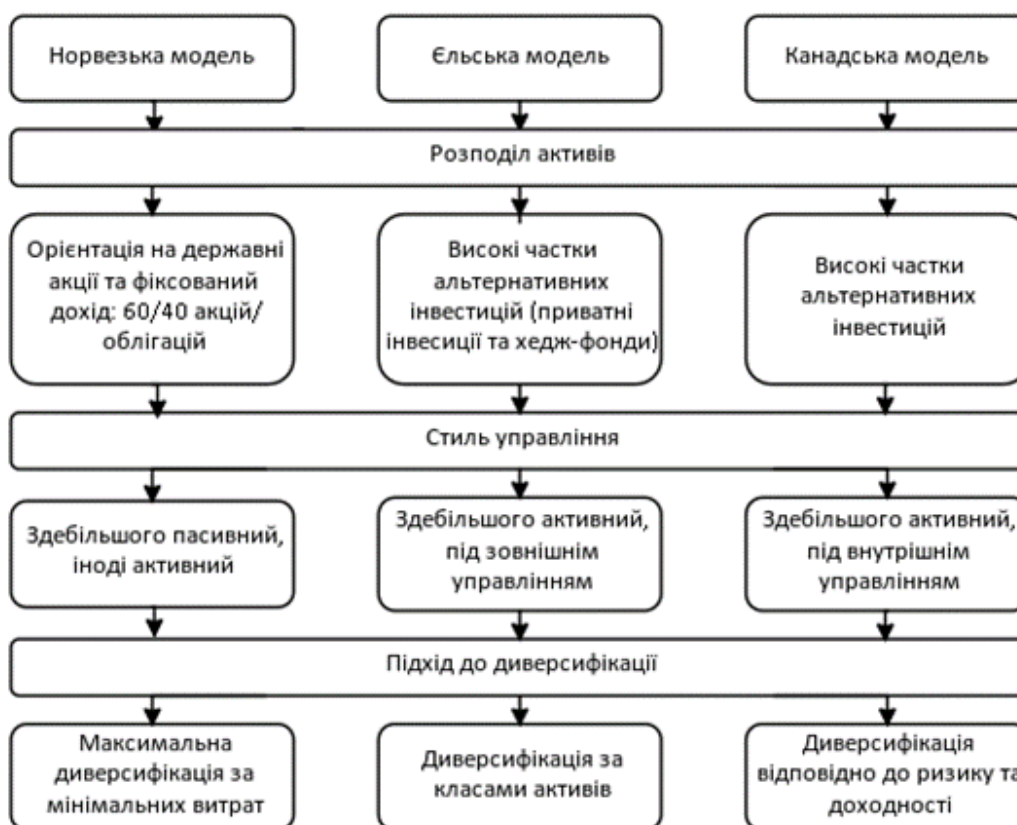 Норвезька модель
Єльська модель
Канадська модель
Розподіл активів
Орієнтація на державні
акції та фіксований
дохід: 60/40 акцій/
облігацій
Високі частки
альтернативних
інвестицій (приватні
інвесиції та хедж-фонди)
Високі частки
альтернативних
інвестицій
Стиль управління
Здебільшого пасивний,
іноді активний
Здебільшого активний,
під зовнішнім
управлінням
Здебільшого активний,
під внутрішнім
управлінням
Підхід до диверсифікації
Максимальна
диверсифікація за
мінімальних витрат
Диверсифікація за
класами активів
Диверсифікація
відповідно до ризику та
доходності